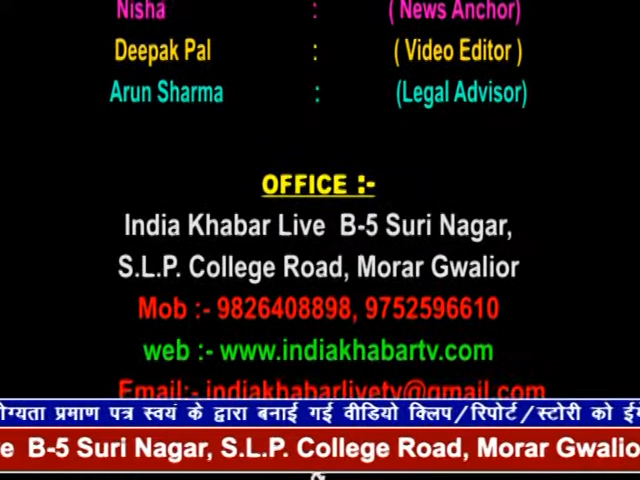 Nisha : ( News Anchor)
Deepak Pal : ( Video Editor )
Arun Sharma : (Legal Advisor)
OFFICE :-
India Khabar Live B-5 Suri Nagar,
S.L.P. College Road, Morar Gwalior
Mob :- 9826408898, 9752596610
web :- www.indiakhabartv.com
Email:- indiakhabarlivetv@gmail.com
योग्यता प्रमाण पत्र स्वयं के द्वारा बनाई गई वीडियो क्लिप/रिपोर्ट/स्टोरी को
e B-5 Suri Nagar, S.L.P. College Road, Morar Gwalio